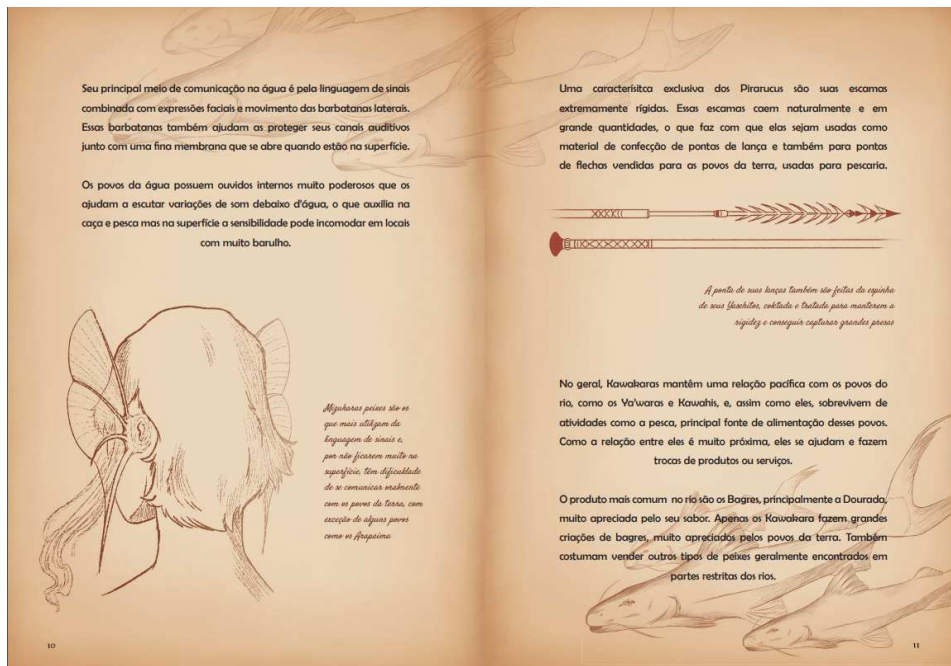 Seu principal meio de comunicação na água é pela linguagem de sinais
combinada com expressões faciais e movimento das barbatanas laterais.
Essas barbatanas também ajudam as proteger seus canais auditivos
junto com uma fina membrana que se abre quando estão na superfície.
Os povos da água possuem ouvidos internos muito poderosos que os
ajudam a escutar variações de som debaixo d'água, o que auxilia na
caça e pesca mas na superfície a sensibilidade pode incomodar em locais
com muito barulho.
Mizukaras peixes são os
que mais utilizam da
linguagem de sinais e,
por não ficarem muito na
superfície, têm dificuldade
de se comunicar oralmente
com os povos da terra, com
exceção de alguns povos
como os Arapaima
10
Uma caracterísitca exclusiva dos Pirarucus são suas escamas
extremamente rígidas. Essas escamas caem naturalmente e em
grande quantidades, o que faz com que elas sejam usadas como
material de confecção de pontas de lança e também para pontas
de flechas vendidas para as povos da terra, usadas para pescaria.
A ponta de suas lanças também são feitas da espinha
de seus Yaschitos, coletada e tratada para manterem a
rigidez e conseguir capturar grandes presas
No geral, Kawakaras mantêm uma relação pacífica com os povos do
rio, como os Ya'waras e Kawahis, e, assim como eles, sobrevivem de
atividades como a pesca, principal fonte de alimentação desses povos.
Como a relação entre eles é muito próxima, eles se ajudam e fazem
trocas de produtos ou serviços.
O produto mais comum no rio são os Bagres, principalmente a Dourada,
muito apreciada pelo seu sabor. Apenas os Kawakara fazem grandes
criações de bagres, muito apreciados pelos povos da terra. Também
costumam vender outros tipos de peixes geralmente encontrados em
partes restritas dos rios.
11